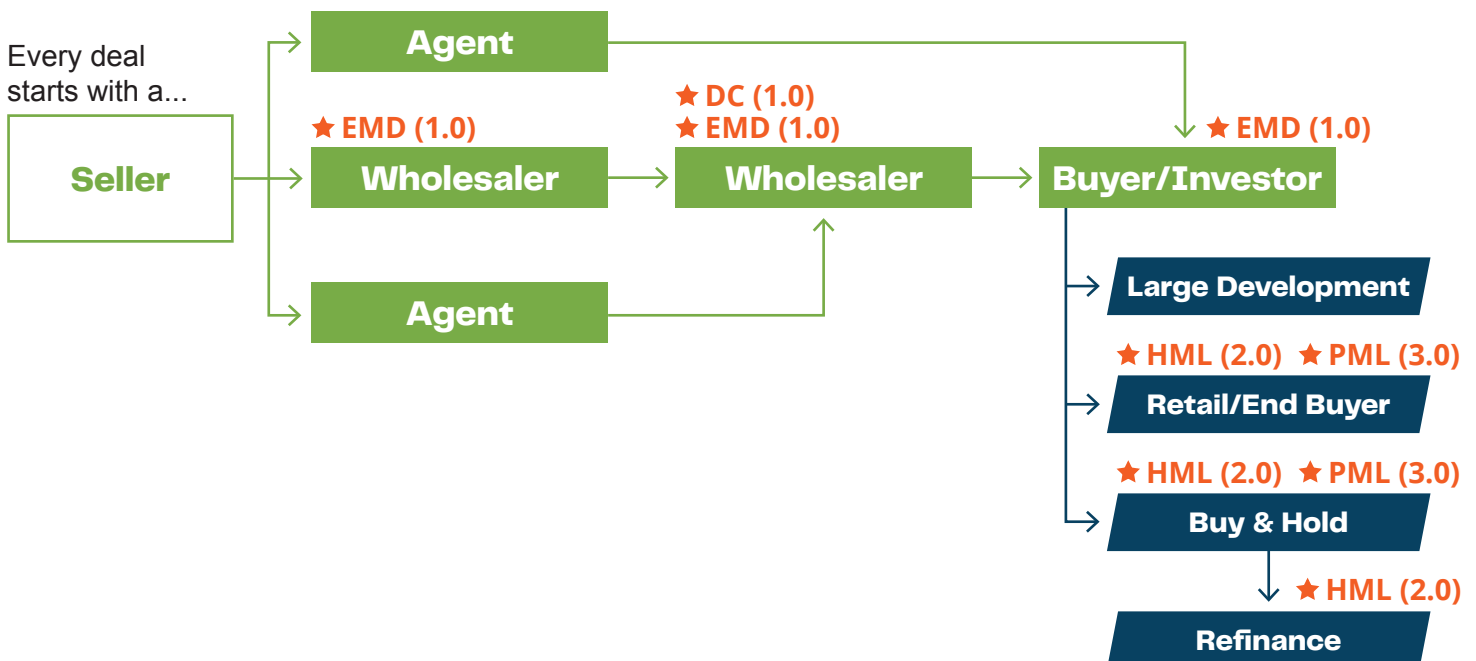 Every deal
starts with a...
Seller
Agent
★ EMD (1.0)
Wholesaler
Agent
★ DC (1.0)
★ EMD (1.0)
Wholesaler
★ EMD (1.0)
Buyer/Investor
Large Development
★ HML (2.0) ★ PML (3.0)
Retail/End Buyer
★ HML (2.0) ★ PML (3.0)
Buy & Hold
★ HML (2.0)
Refinance